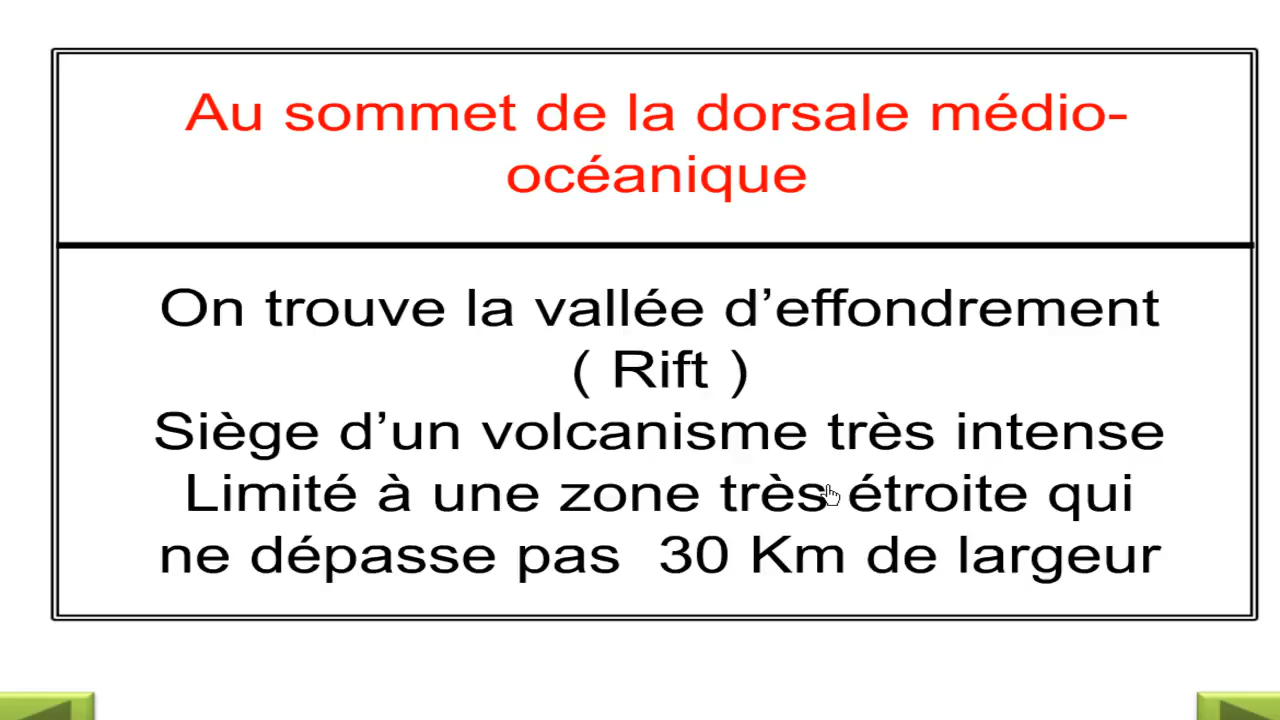 Au sommet de la dorsale médio-
océanique
On trouve la vallée d’effondrement
( Rift )
Siège d’un volcanisme très intense
Limité à une zone très étroite qui
ne dépasse pas 30 Km de largeur